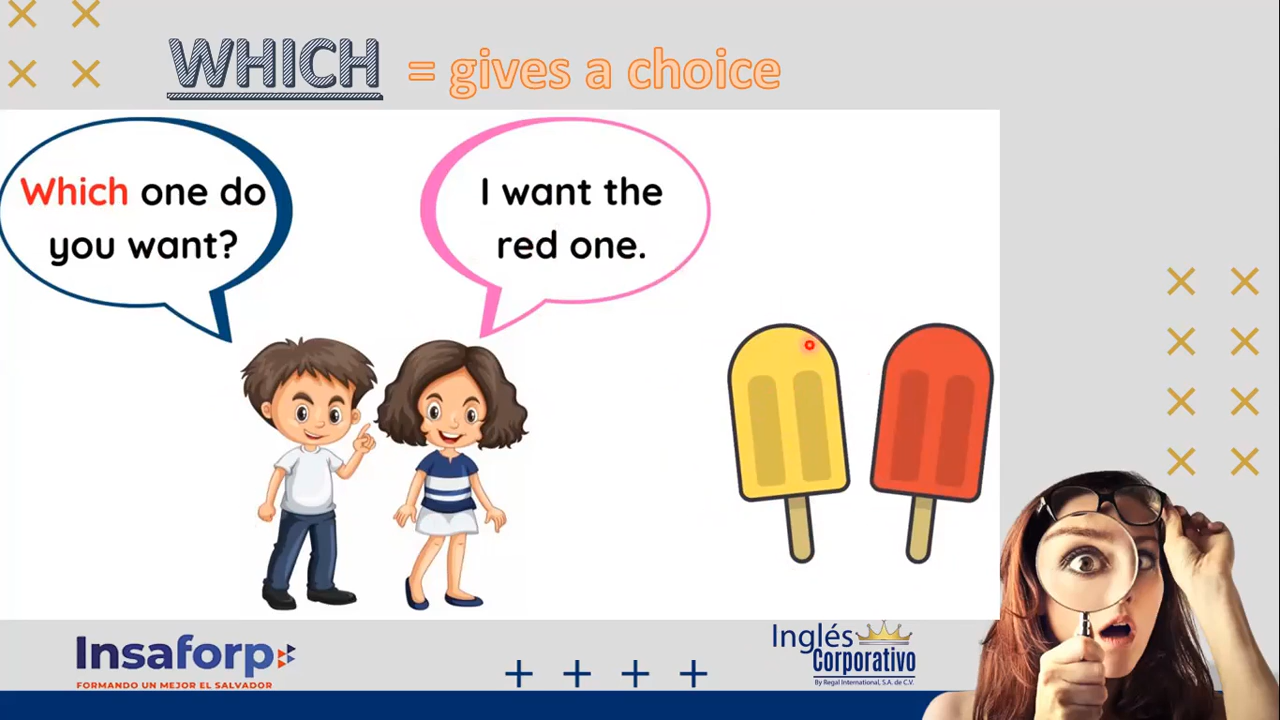 WHICH = gives a choice
Which one do
you want?
I want the
red one.
Insaforp
FORMANDO UN MEJOR EL SALVADOR
Inglés
Corporativo
By Regal International, S.A. de C.V.